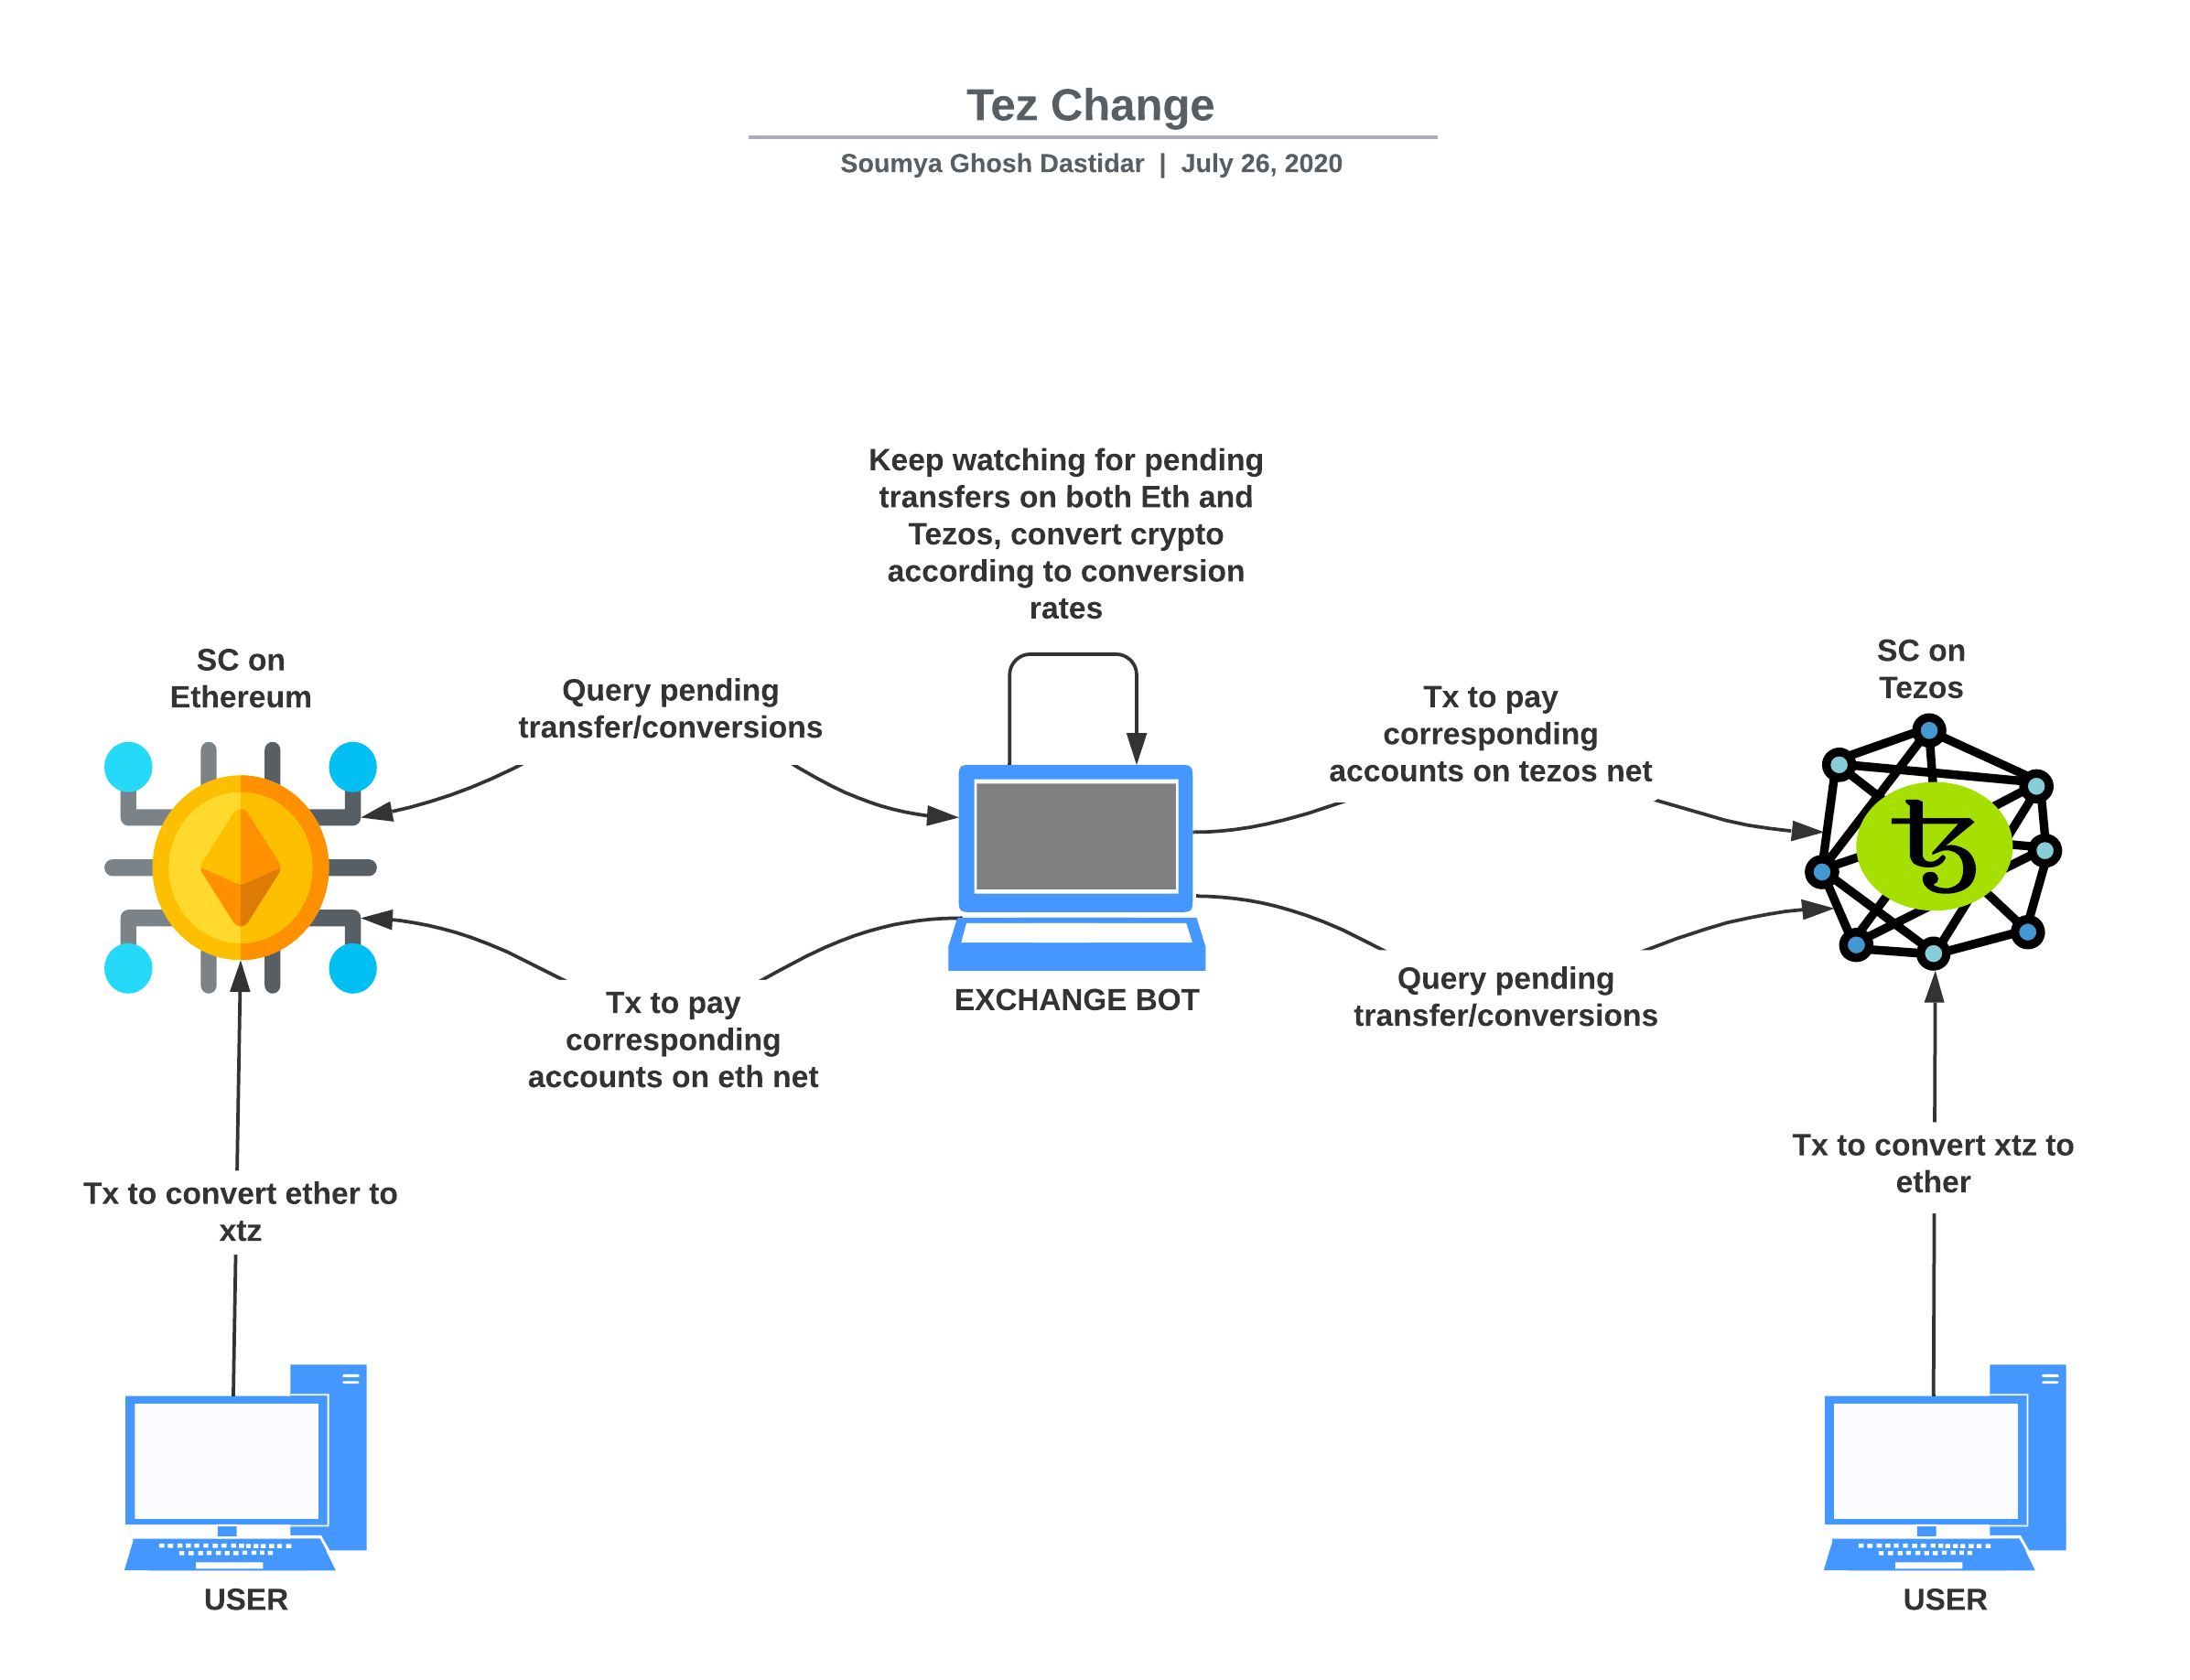 Tez Change
Soumya Ghosh Dastidar | July 26, 2020
Keep watching for pending
transfers on both Eth and
Tezos, convert crypto
according to conversion
rates
SC on
Ethereum
Query pending
transfer/conversions
Tx to pay
corresponding
accounts on tezos net
SC on
Tezos
EXCHANGE BOT
Tx to pay
corresponding
accounts on eth net
Query pending
transfer/conversions
Tx to convert ether to
xtz
Tx to convert xtz to
ether
USER
USER